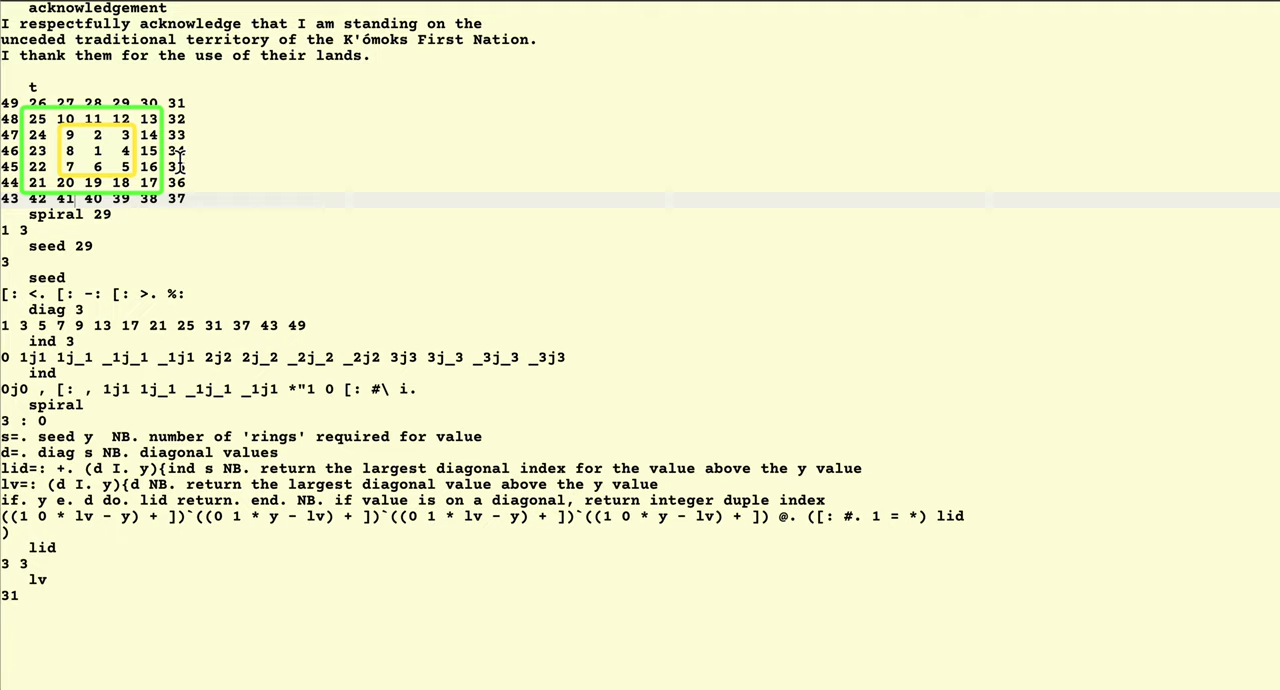 acknowledgement
I respectfully acknowledge that I am standing on the
unceded traditional territory of the K'ómoks First Nation.
I thank them for the use of their lands.
t
49 26 27 28 29 30 31
48 25 10 11 12 13 32
47 24 9 2 3 14 33
46 23 8 1 4 15
45 22 7 6 5 16
44 21 20 19 18 17 36
43 42 41 40 39 38 37
spiral 29
1 3
seed 29
3
seed
[: <. [: -: [: >. %:
diag 3
1 3 5 7 9 13 17 21 25 31 37 43 49
ind 3
0 1j1 1j_1 _1j_1 _1j1 2j2 2j_2 _2j_2 _2j2 3j3 3j_3 _3j_3 _3j3
ind
0j0 , [: , 1j1 1j_1 _1j_1 _1j1 *"1 0 [: #\ i.
spiral
3 : 0
s=. seed y NB. number of 'rings' required for value
d=. diag s NB. diagonal values
lid=: +. (d I. y){ind s NB. return the largest diagonal index for the value above the y value
lv=: (d I. y){d NB. return the largest diagonal value above the y value
if. y e. d do. lid return. end. NB. if value is on a diagonal, return integer duple index
((1 0 * lv - y) + ])`((0 1 * y - lv) + ])`((0 1 * lv - y) + ])`((1 0 * y - lv) + ]) @. ([: #. 1 = *) lid
)
lid
3 3
lv
31